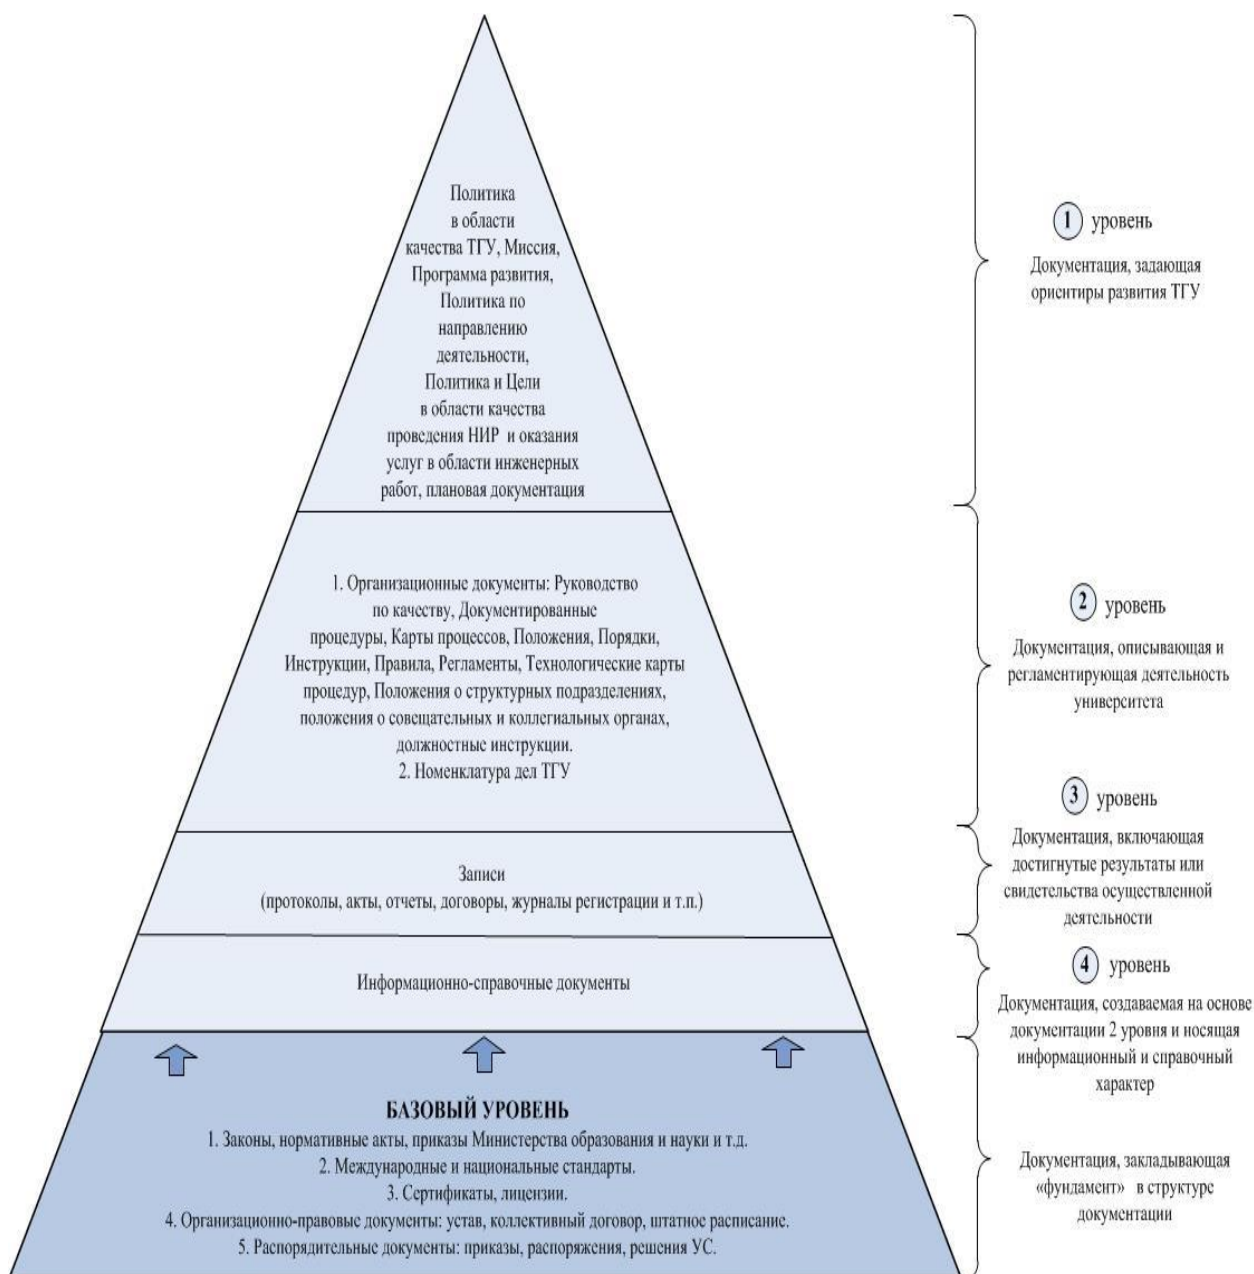 Политика
в области
качества ТГУ, Миссия,
Программа развития,
Политика по
направлению
деятельности,
Политика и Цели
в области качества
проведения НИР и оказания
услуг в области инженерных
работ, плановая документация
1 уровень
Документация, задающая
ориентиры развития ТГУ
1. Организационные документы: Руководство
по качеству, Документированные
процедуры, Карты процессов, Положения, Порядки,
Инструкции, Правила, Регламенты, Технологические карты
процедур, Положения о структурных подразделениях,
положения о совещательных и коллегиальных органах,
должностные инструкции.
2. Номенклатура дел ТГУ
2 уровень
Документация, описывающая и
регламентирующая деятельность
университета
Записи
(протоколы, акты, отчеты, договоры, журналы регистрации и т.п.)
3 уровень
Документация, включающая
достигнутые результаты или
свидетельства осуществленной
деятельности
Информационно-справочные документы
4 уровень
Документация, создаваемая на основе
документации 2 уровня и носящая
информационный и справочный
характер
БАЗОВЫЙ УРОВЕНЬ
1. Законы, нормативные акты, приказы Министерства образования и науки и т.д.
2. Международные и национальные стандарты.
3. Сертификаты, лицензии.
4. Организационно-правовые документы: устав, коллективный договор, штатное расписание.
5. Распорядительные документы: приказы, распоряжения, решения УС.
Документация, закладывающая
«фундамент» в структуре
документации